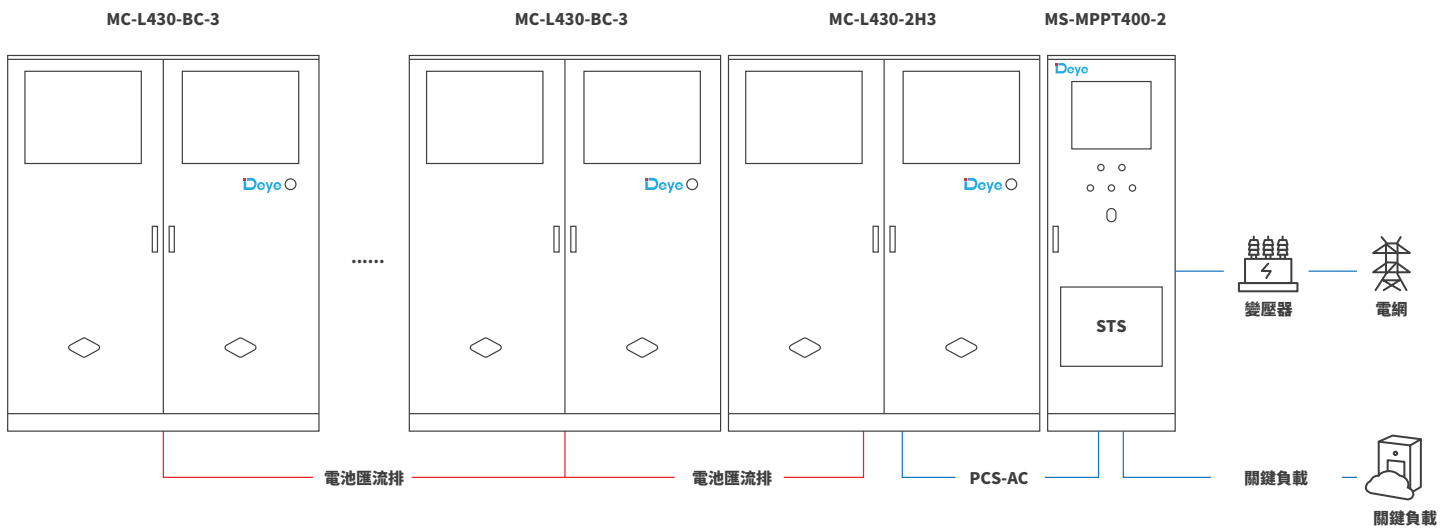 MC-L430-BC-3
MC-L430-BC-3
MC-L430-2H3
MS-MPPT400-2
Deye
Deye
Deye
Deye
......
STS
變壓器
電網
電池匯流排
電池匯流排
PCS-AC
關鍵負載
關鍵負載